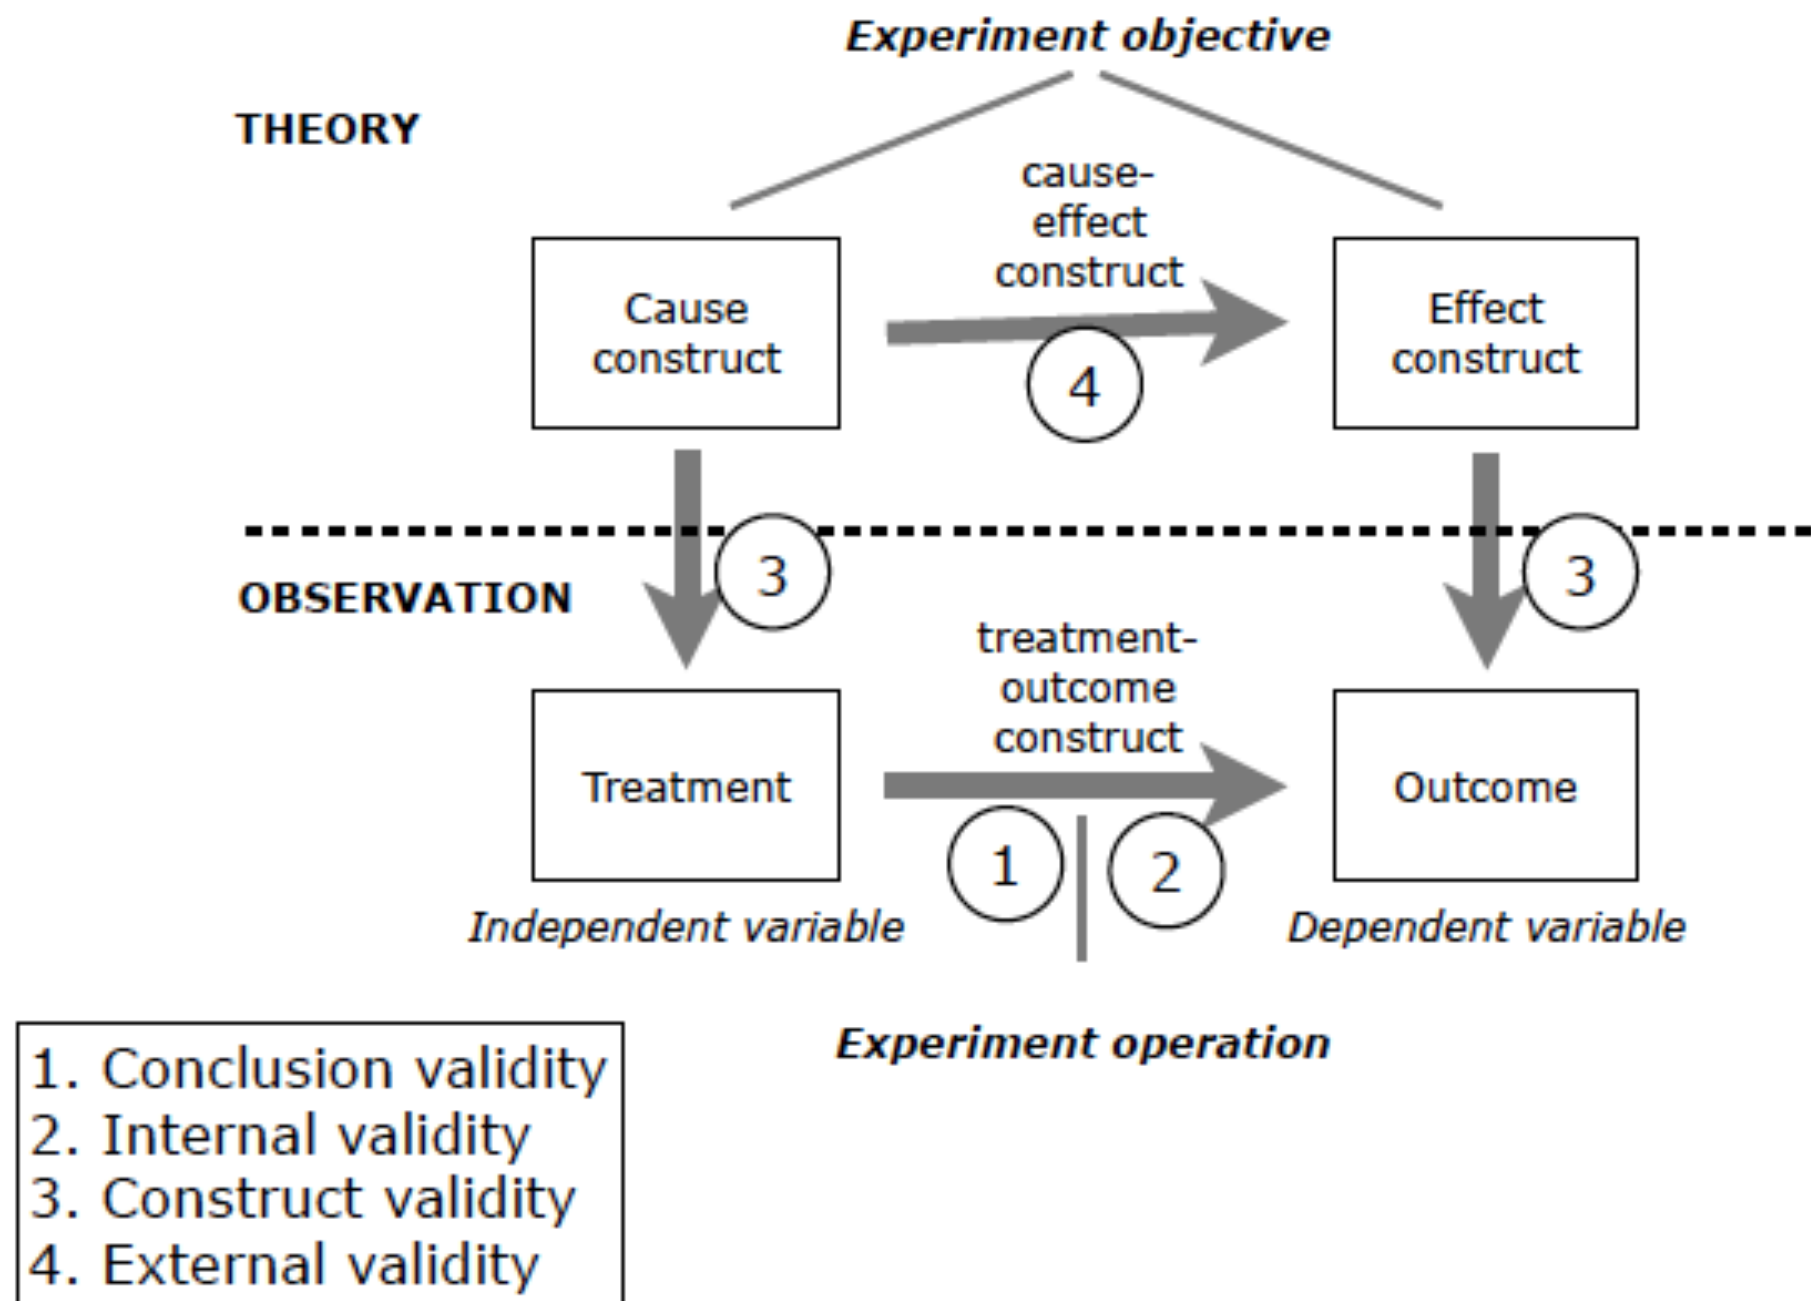 Experiment objective
THEORY
cause-
effect
construct
Cause
construct
Effect
construct
4
3
3
OBSERVATION
treatment-
outcome
construct
Treatment
Outcome
1
2
Independent variable
Dependent variable
Experiment operation
1. Conclusion validity
2. Internal validity
3. Construct validity
4. External validity